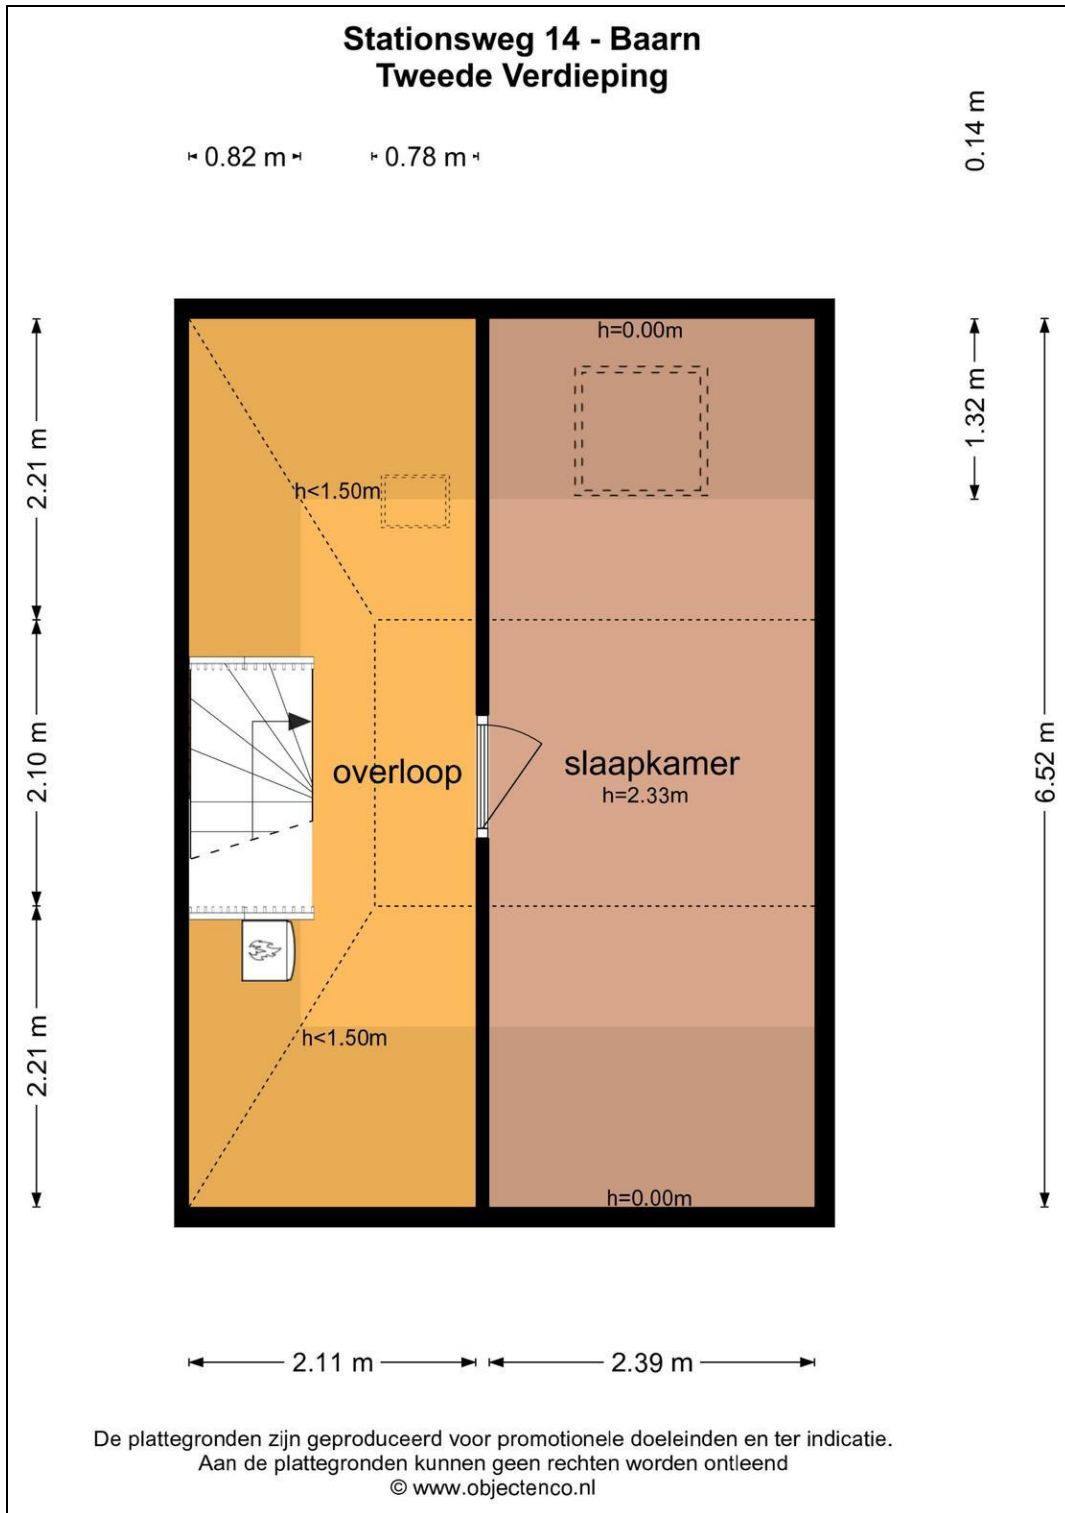 Stationsweg 14 - Baarn
Tweede Verdieping
0.82 m
0.78 m
0.14 m
h=0.00m
1.32 m
2.21 m
h<1.50m
2.10 m
overloop
slaapkamer
h=2.33m
6.52 m
2.21 m
h<1.50m
h=0.00m
2.11 m
2.39 m
De plattegronden zijn geproduceerd voor promotionele doeleinden en ter indicatie.
Aan de plattegronden kunnen geen rechten worden ontleend
© www.objectenco.nl